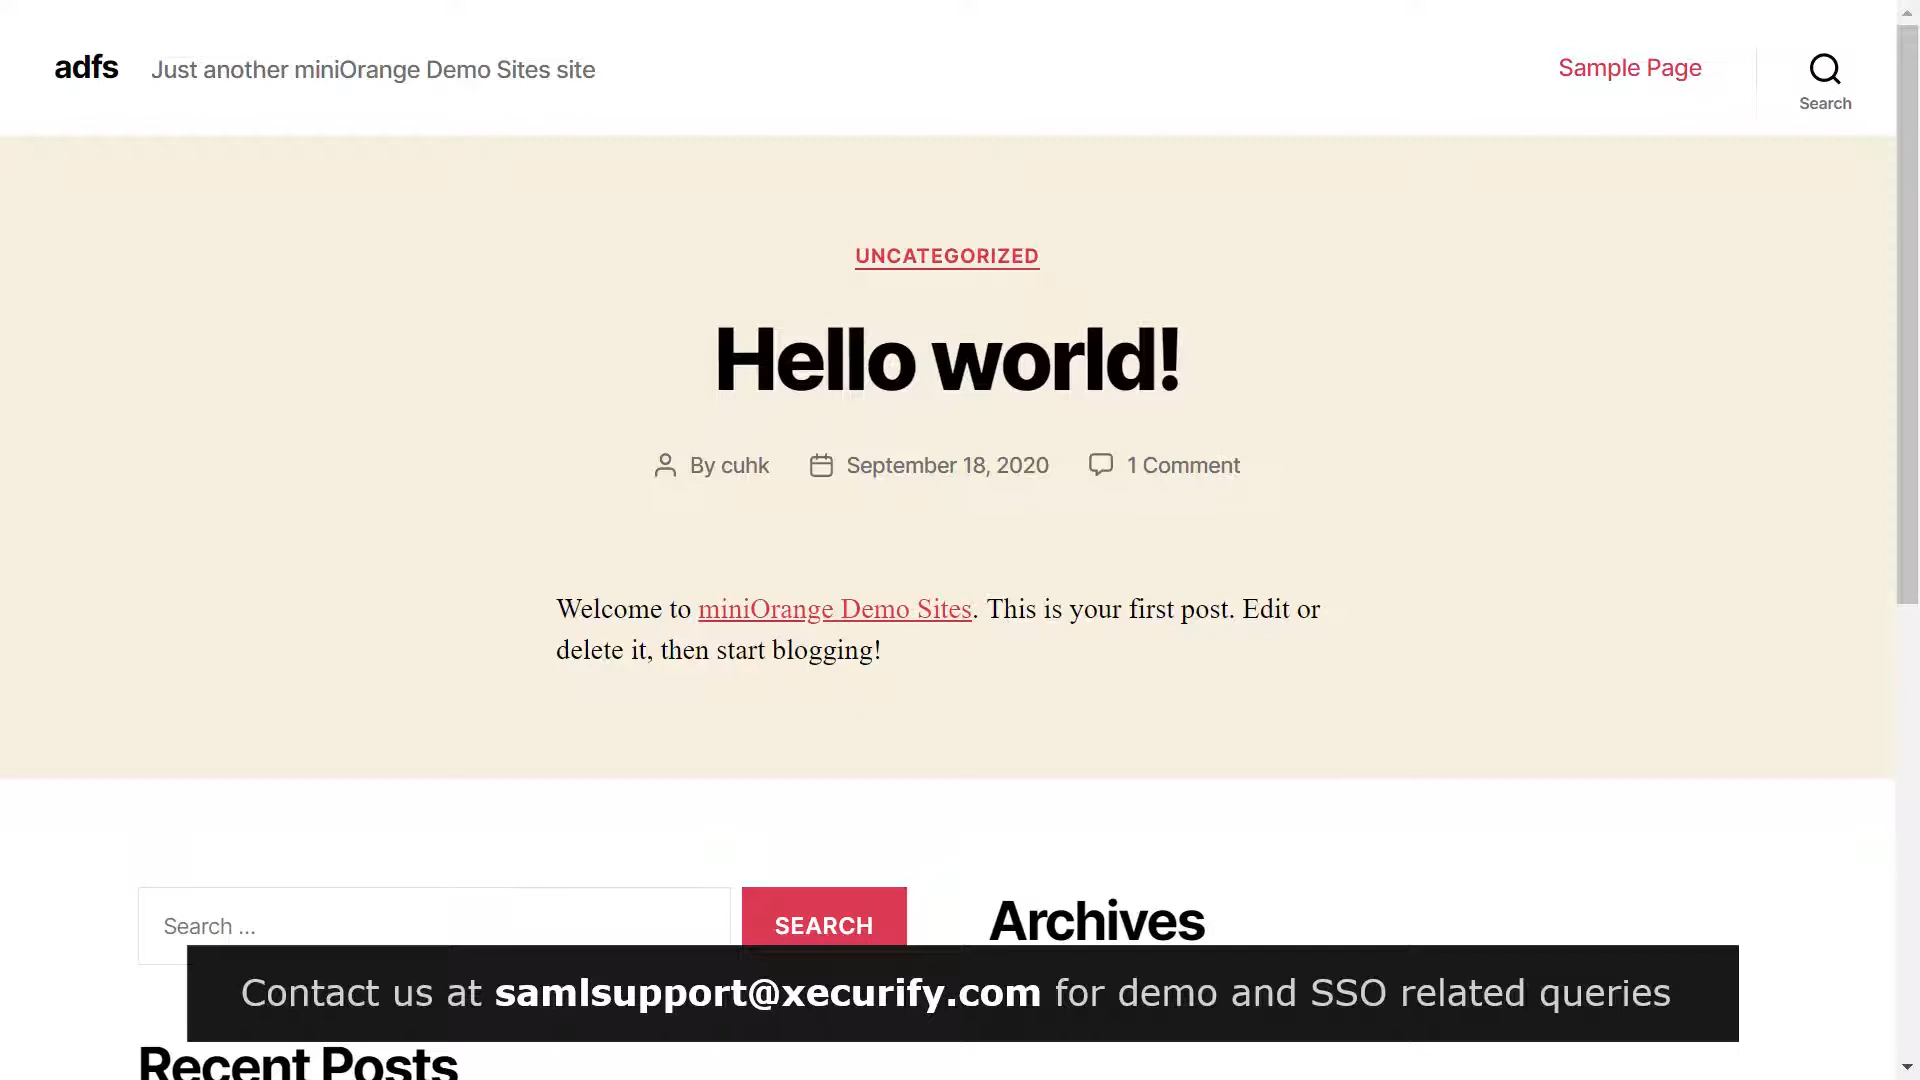 adfs Just another miniOrange Demo Sites site Sample Page
Search
UNCATEGORIZED
Hello world!
By cuhk September 18, 2020 1 Comment
Welcome to miniOrange Demo Sites. This is your first post. Edit or
delete it, then start blogging!
Search … SEARCH
Archives
Contact us at samlsupport@xecurify.com for demo and SSO related queries
Recent Posts